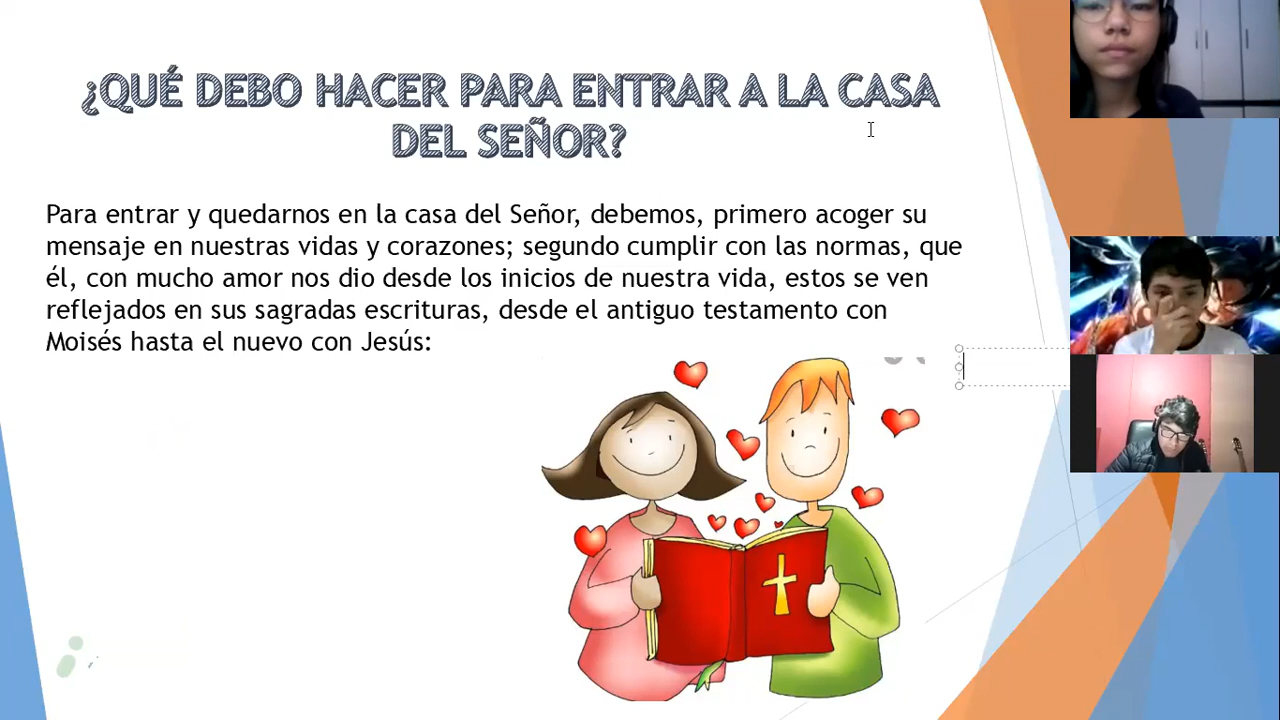 ¿QUÉ DEBO HACER PARA ENTRAR A LA CASA
DEL SEÑOR?
Para entrar y quedarnos en la casa del Señor, debemos, primero acoger su
mensaje en nuestras vidas y corazones; segundo cumplir con las normas, que
él, con mucho amor nos dio desde los inicios de nuestra vida, estos se ven
reflejados en sus sagradas escrituras, desde el antiguo testamento con
Moisés hasta el nuevo con Jesús: